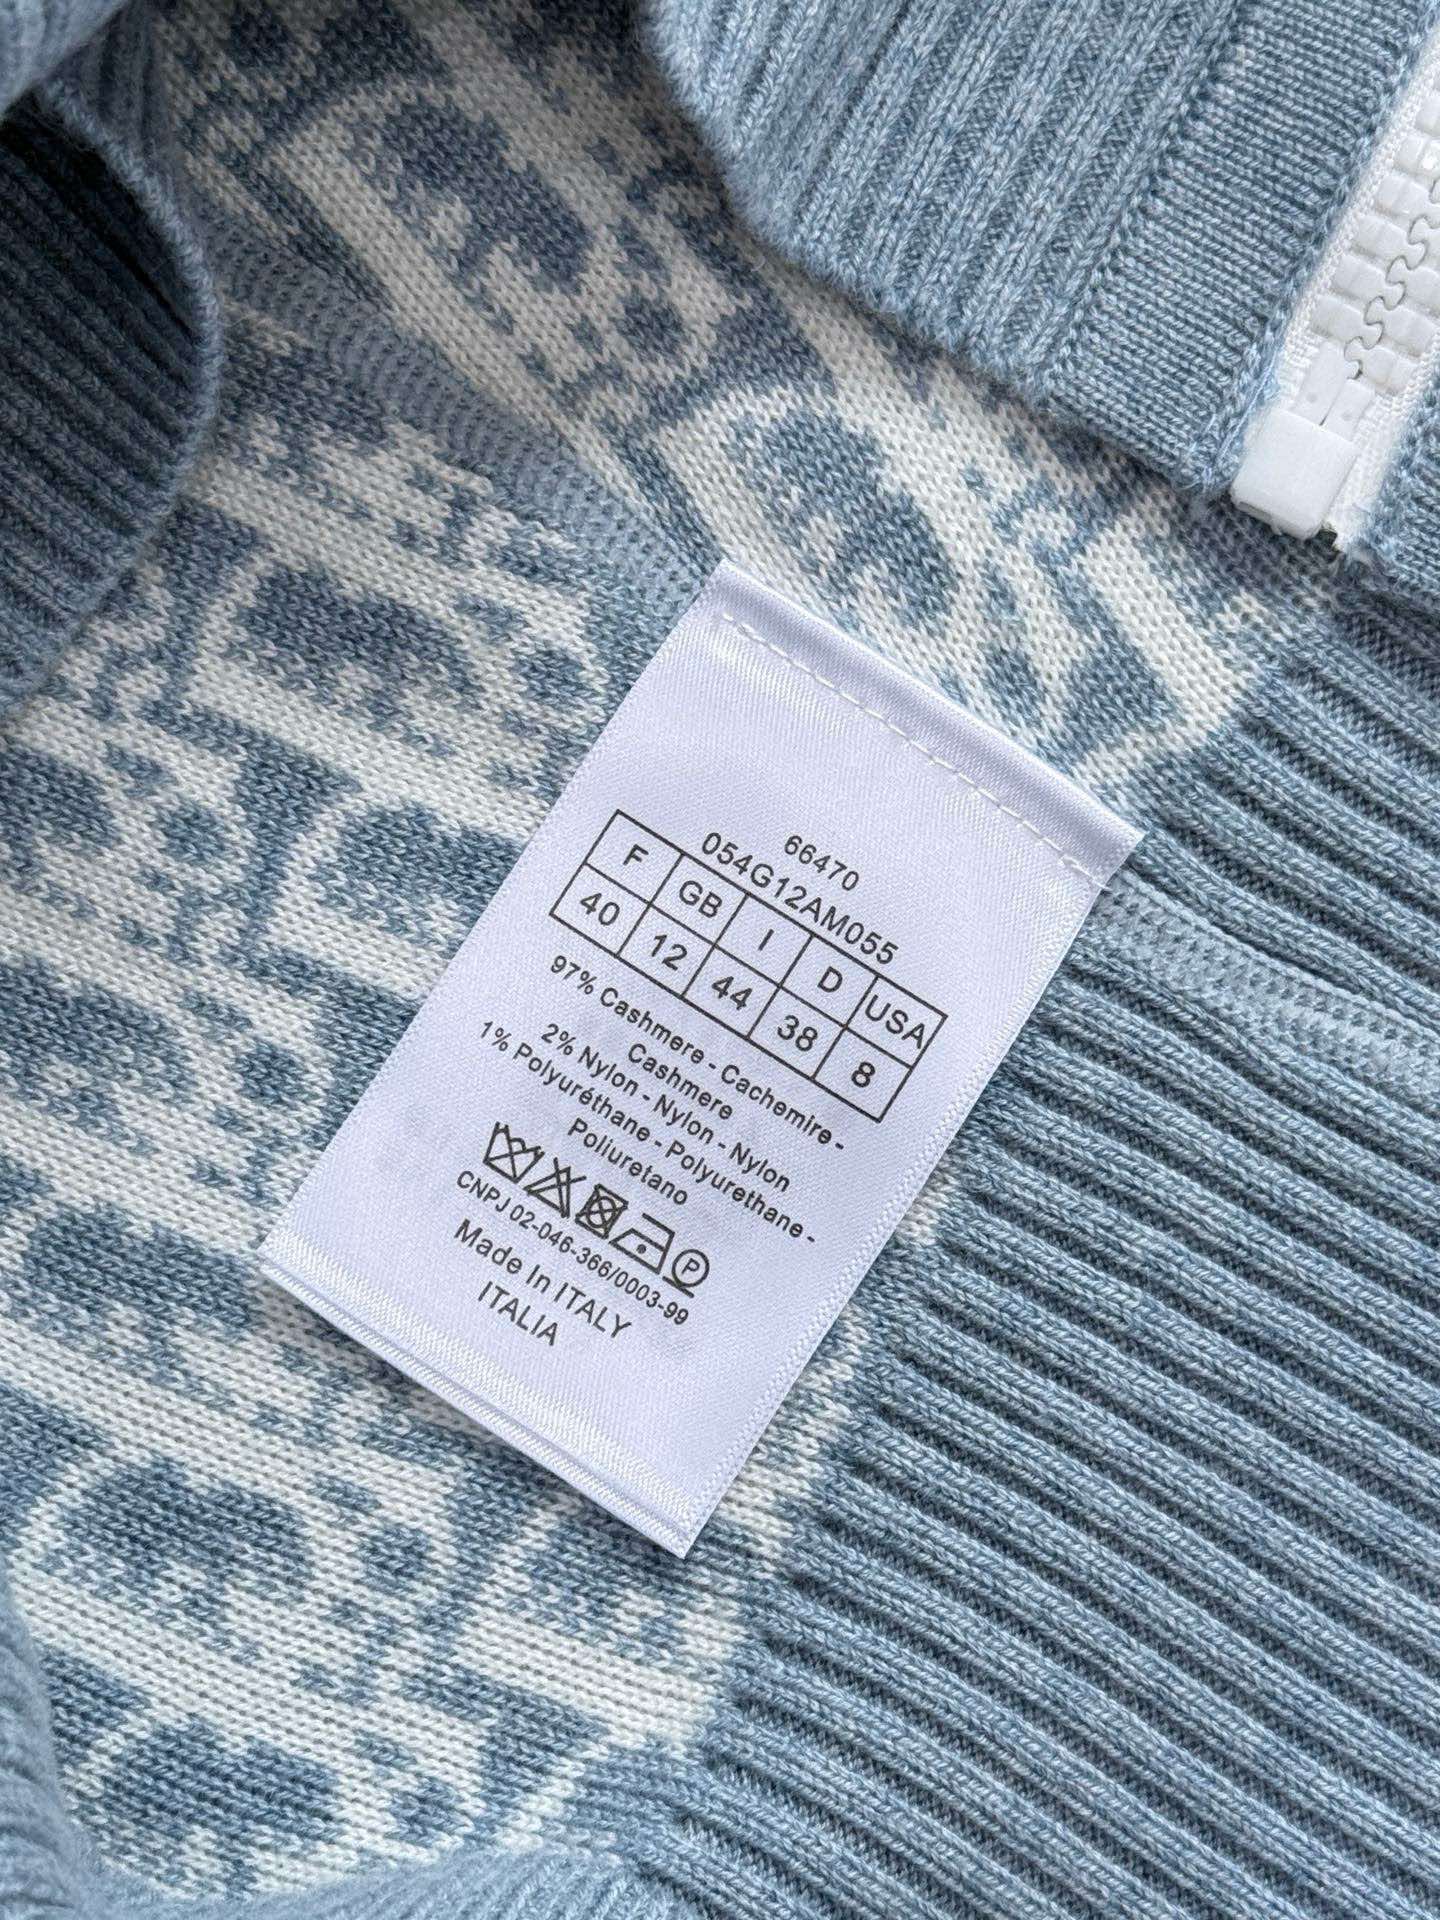 66470
054G12AM055
F GB I D USA
40 12 44 38 8
97% Cashmere - Cachemire -
Cashmere
2% Nylon - Nylon - Nylon
1% Polyuréthane - Polyurethane -
Poliuretano
P
CNPJ 02-046-366/0003-99
Made In ITALY
ITALIA